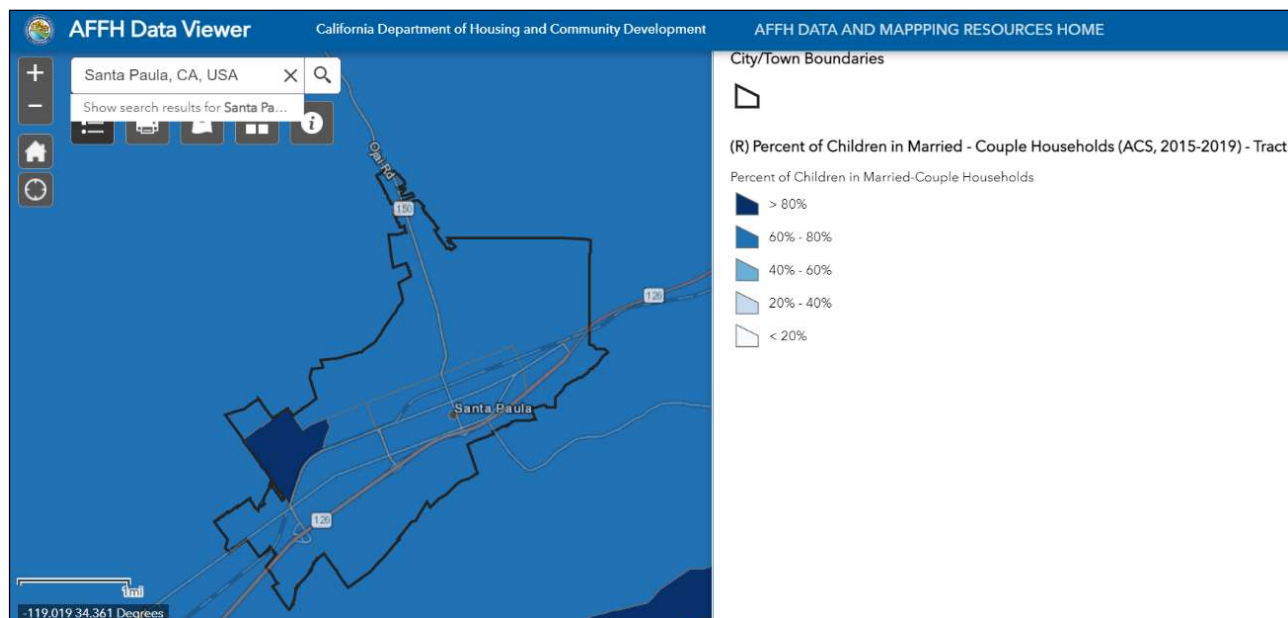 AFFH Data Viewer
California Department of Housing and Community Development
AFFH DATA AND MAPPPING RESOURCES HOME
+
Santa Paula, CA, USA
Show search results for Santa Pa...
−
Ojai Rd
150
126
Santa Paula
126
1mi
-119.019 34.361 Degrees
City/Town Boundaries
(R) Percent of Children in Married - Couple Households (ACS, 2015-2019) - Tract
Percent of Children in Married-Couple Households
> 80%
60% - 80%
40% - 60%
20% - 40%
< 20%